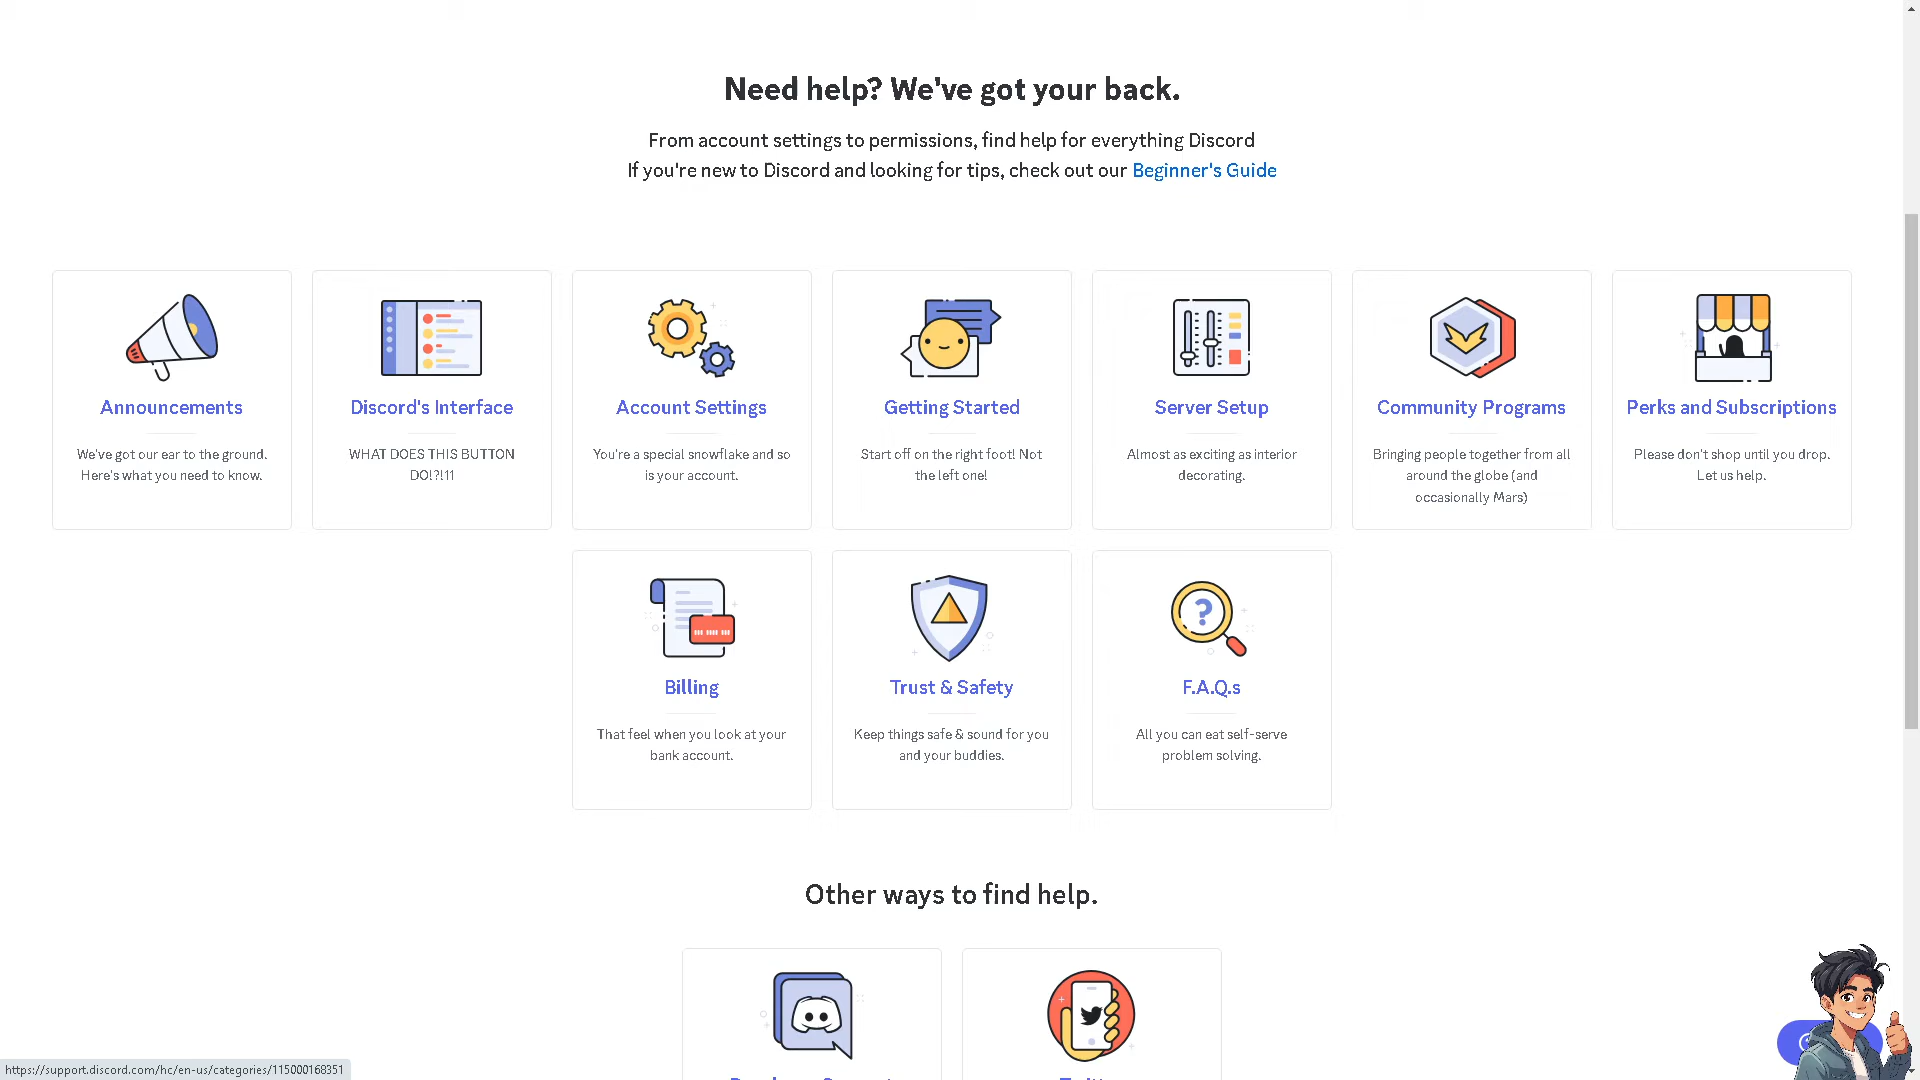 Need help? We've got your back.
From account settings to permissions, find help for everything Discord
If you're new to Discord and looking for tips, check out our Beginner's Guide
Announcements
We've got our ear to the ground.
Here's what you need to know.
Discord's Interface
WHAT DOES THIS BUTTON
DO!?!11
Account Settings
You're a special snowflake and so
is your account.
Getting Started
Start off on the right foot! Not
the left one!
Server Setup
Almost as exciting as interior
decorating.
Community Programs
Bringing people together from all
around the globe (and
occasionally Mars)
Perks and Subscriptions
Please don't shop until you drop.
Let us help.
Billing
That feel when you look at your
bank account.
Trust & Safety
Keep things safe & sound for you
and your buddies.
?
F.A.Q.s
All you can eat self-serve
problem solving.
Other ways to find help.
https://support.discord.com/hc/en-us/categories/115000168351